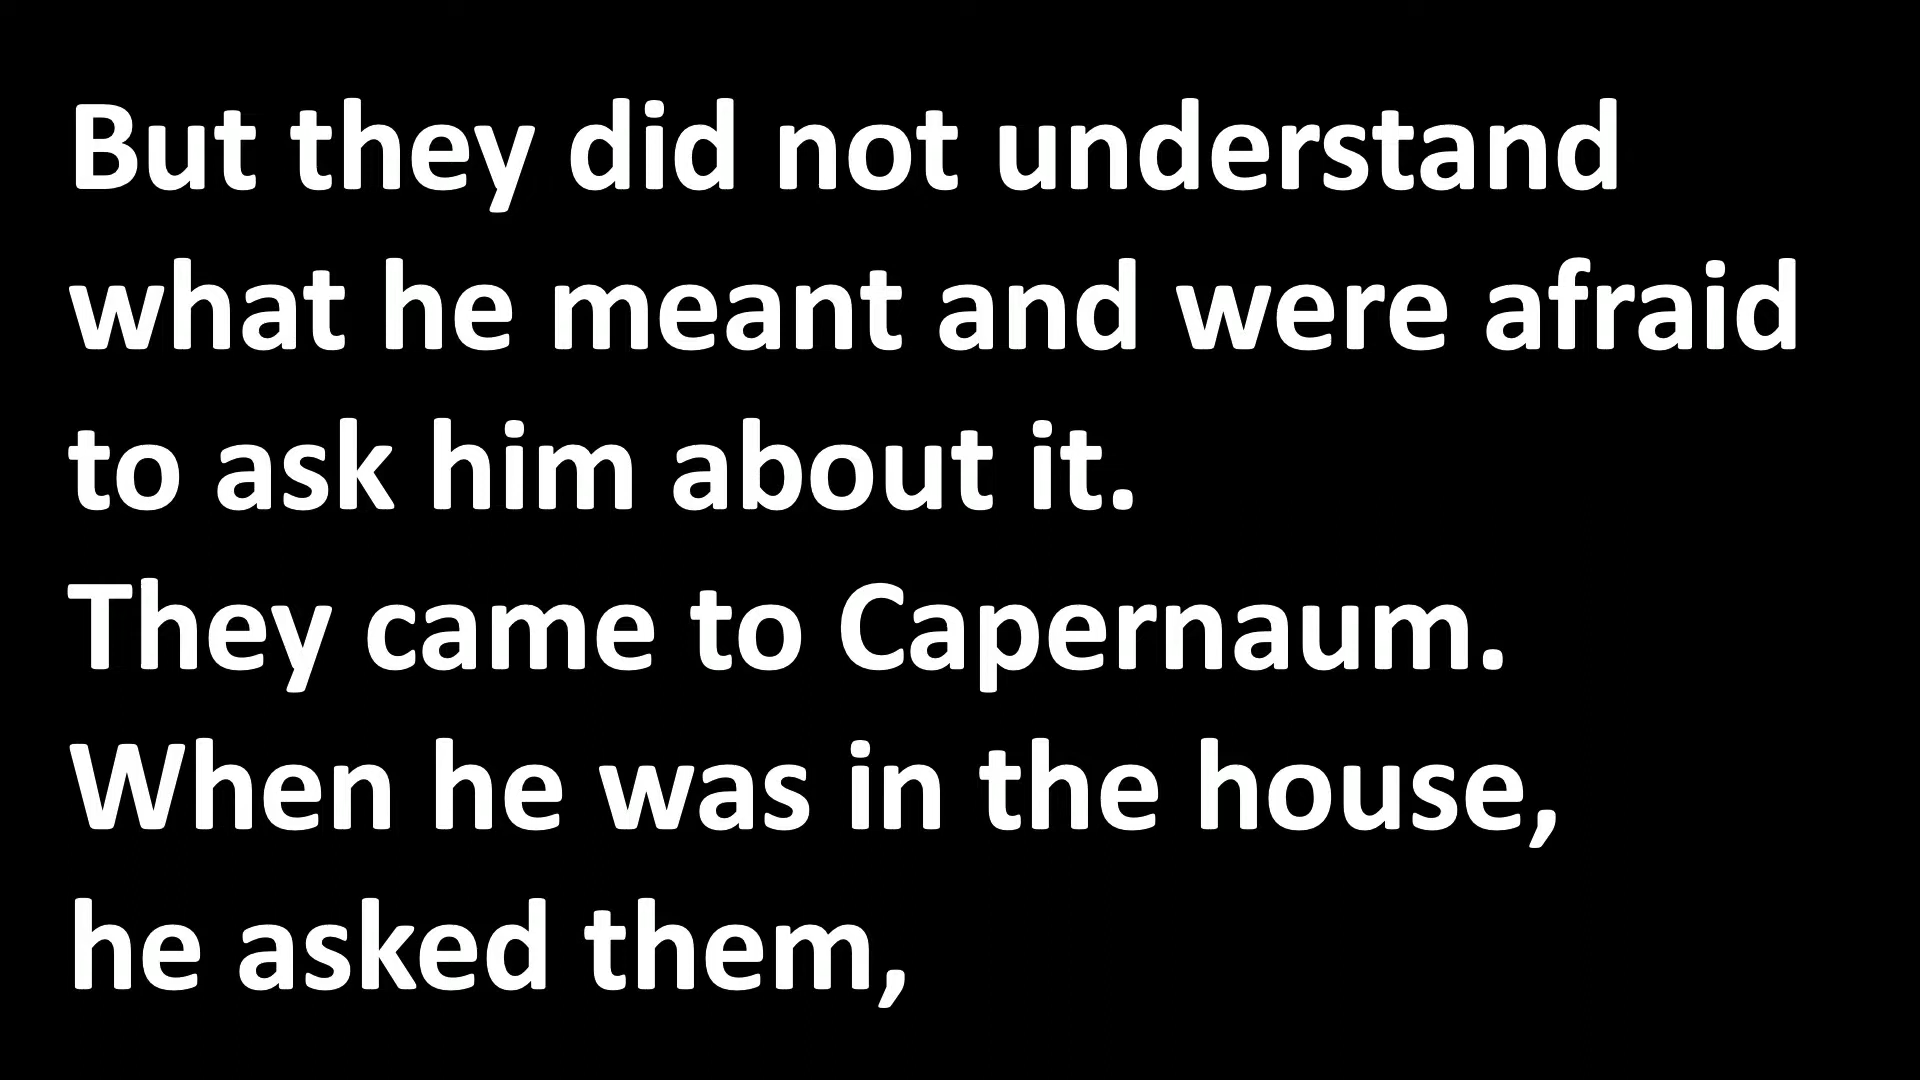 But they did not understand
what he meant and were afraid
to ask him about it.
They came to Capernaum.
When he was in the house,
he asked them,